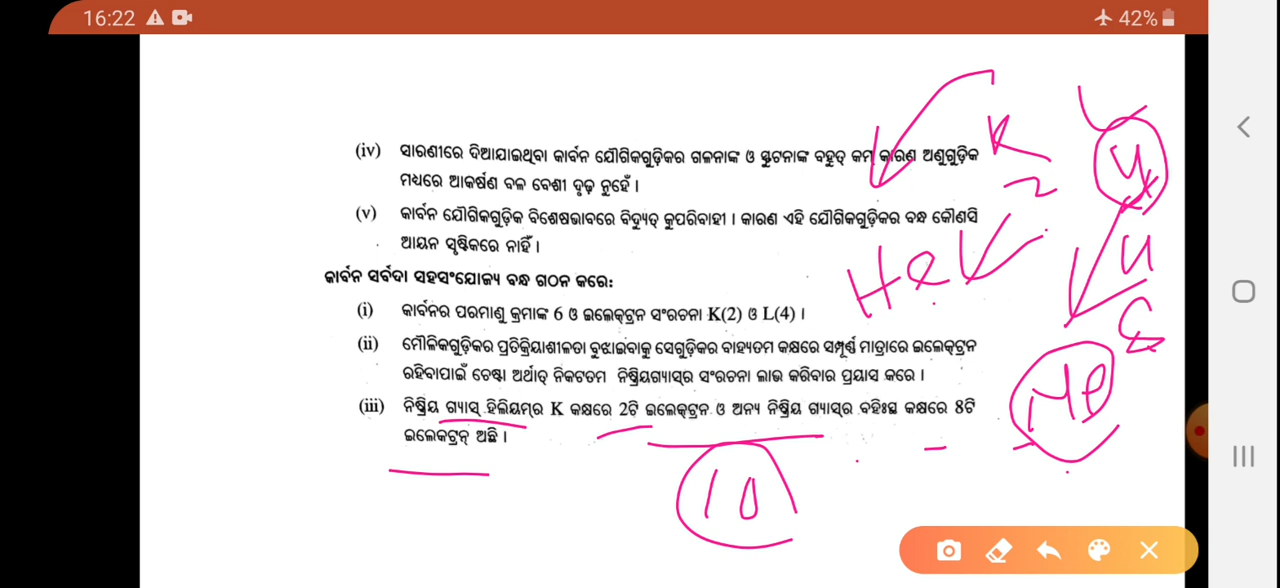 16:22
42%
(iv) ସାରଣୀରେ ଦିଆଯାଇଥିବା କାର୍ବନ ଯୌଗିକଗୁଡ଼ିକର ଗଳନାଙ୍କ ଓ ସ୍ଫୁଟନାଙ୍କ ବହୁତ୍ କମ୍ କାରଣ ଅଣୁଗୁଡ଼ିକ
ମଧ୍ୟରେ ଆକର୍ଷଣ ବଳ ବେଶୀ ଦୃଢ଼ ନୁହେଁ ।
(v) କାର୍ବନ ଯୌଗିକଗୁଡ଼ିକ ବିଶେଷଭାବରେ ବିଦ୍ୟୁତ୍ କୁପରିବାହୀ । କାରଣ ଏହି ଯୌଗିକଗୁଡ଼ିକର ବନ୍ଧ କୌଣସି
ଆୟନ ସୃଷ୍ଟିକରେ ନାହିଁ ।
କାର୍ବନ ସର୍ବଦା ସହସଂଯୋଜ୍ୟ ବନ୍ଧ ଗଠନ କରେ:
(i) କାର୍ବନର ପରମାଣୁ କ୍ରମାଙ୍କ 6 ଓ ଇଲେକ୍ଟ୍ରନ ସଂରଚନା K(2) ଓ L(4) ।
(ii) ମୌଳିକଗୁଡ଼ିକର ପ୍ରତିକ୍ରିୟାଶୀଳତା ବୁଝାଇବାକୁ ସେଗୁଡ଼ିକର ବାହ୍ୟତମ କକ୍ଷରେ ସମ୍ପୂର୍ଣ୍ଣ ମାତ୍ରାରେ ଇଲେକ୍ଟ୍ରନ
ରହିବାପାଇଁ ଚେଷ୍ଟା ଅର୍ଥାତ୍ ନିକଟତମ ନିଷ୍କ୍ରିୟଗ୍ୟାସ୍‌ର ସଂରଚନା ଲାଭ କରିବାର ପ୍ରୟାସ କରେ ।
(iii) ନିଷ୍କ୍ରିୟ ଗ୍ୟାସ୍ ହିଲିୟମ୍‌ର K କକ୍ଷରେ 2ଟି ଇଲେକ୍ଟ୍ରନ ଓ ଅନ୍ୟ ନିଷ୍କ୍ରିୟ ଗ୍ୟାସ୍‌ର ବହିଃସ୍ଥ କକ୍ଷରେ 8ଟି
ଇଲେକଟ୍ରନ୍ ଅଛି ।
K
2
He
10